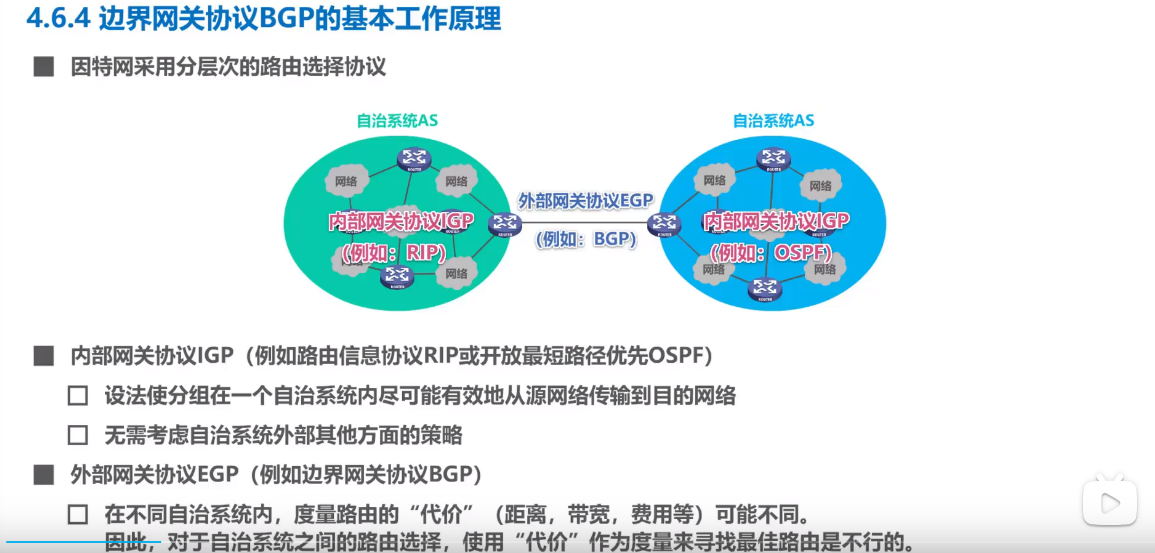 4.6.4 边界网关协议BGP的基本工作原理
因特网采用分层次的路由选择协议
自治系统AS
自治系统AS
ROUTER
ROUTER
网络
网络
网络
网络
外部网关协议EGP
内部网关协议IGP
内部网关协议IGP
ROUTER
ROUTER
(例如：BGP)
(例如：RIP)
(例如：OSPF)
网络
网络
网络
网络
ROUTER
ROUTER
内部网关协议IGP（例如路由信息协议RIP或开放最短路径优先OSPF）
设法使分组在一个自治系统内尽可能有效地从源网络传输到目的网络
无需考虑自治系统外部其他方面的策略
外部网关协议EGP（例如边界网关协议BGP）
在不同自治系统内，度量路由的“代价”（距离，带宽，费用等）可能不同。
因此，对于自治系统之间的路由选择，使用“代价”作为度量来寻找最佳路由是不行的。